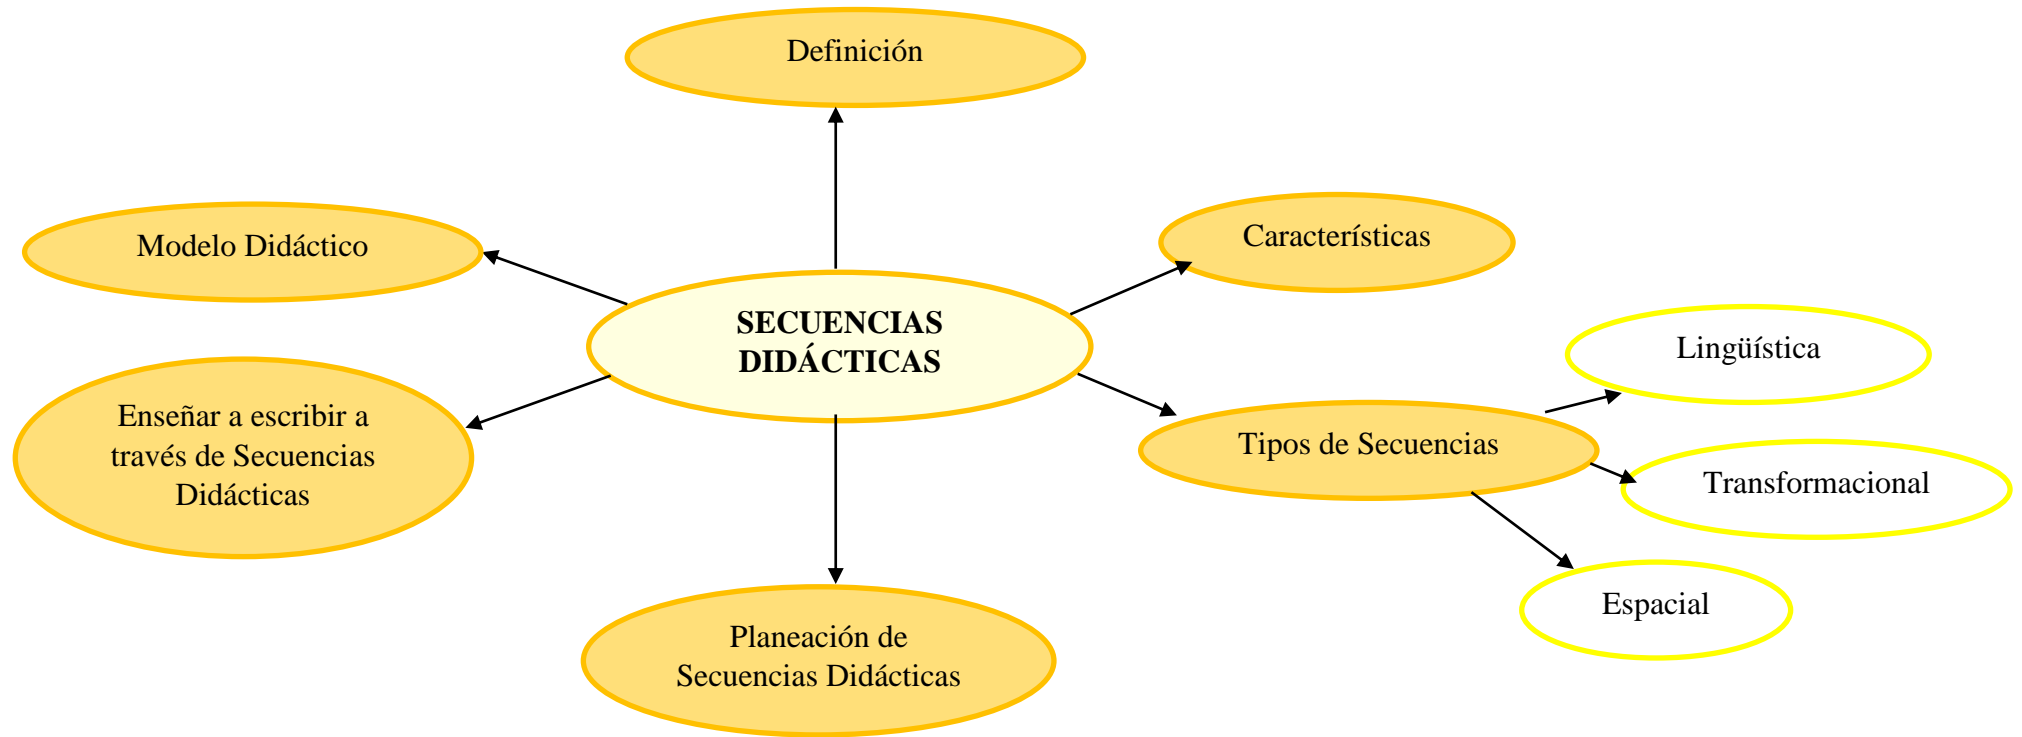 Definición
Modelo Didáctico
Características
SECUENCIAS
DIDÁCTICAS
Lingüística
Enseñar a escribir a
través de Secuencias
Didácticas
Tipos de Secuencias
Transformacional
Espacial
Planeación de
Secuencias Didácticas